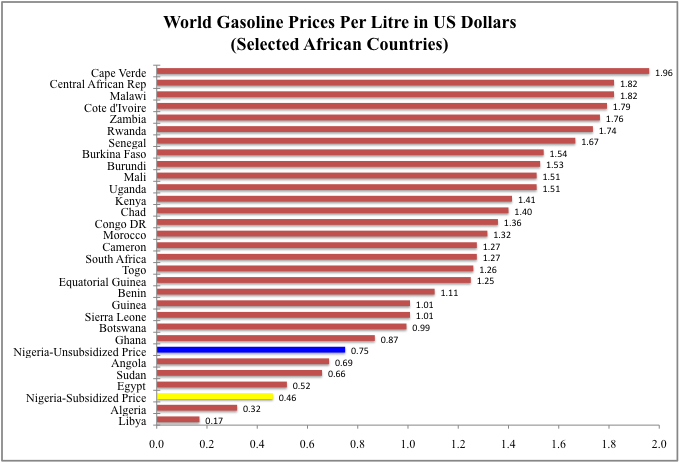 World Gasoline Prices Per Litre in US Dollars
(Selected African Countries)
Cape Verde 1.96
Central African Rep 1.82
Malawi 1.82
Cote d'Ivoire 1.79
Zambia 1.76
Rwanda 1.74
Senegal 1.67
Burkina Faso 1.54
Burundi 1.53
Mali 1.51
Uganda 1.51
Kenya 1.41
Chad 1.40
Congo DR 1.36
Morocco 1.32
Cameron 1.27
South Africa 1.27
Togo 1.26
Equatorial Guinea 1.25
Benin 1.11
Guinea 1.01
Sierra Leone 1.01
Botswana 0.99
Ghana 0.87
Nigeria-Unsubsidized Price 0.75
Angola 0.69
Sudan 0.66
Egypt 0.52
Nigeria-Subsidized Price 0.46
Algeria 0.32
Libya 0.17
0.0 0.2 0.4 0.6 0.8 1.0 1.2 1.4 1.6 1.8 2.0